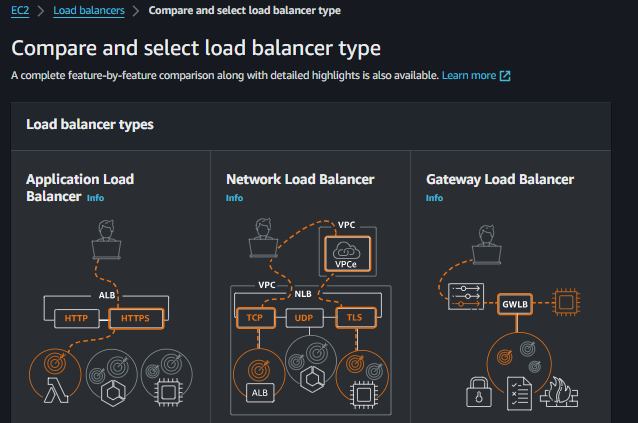 EC2 > Load balancers > Compare and select load balancer type
Compare and select load balancer type
A complete feature-by-feature comparison along with detailed highlights is also available. Learn more
Load balancer types
Application Load
Balancer Info
ALB
HTTP
HTTPS
Network Load Balancer
Info
VPC
VPCe
VPC
NLB
TCP
UDP
TLS
ALB
Gateway Load Balancer
Info
GWLB